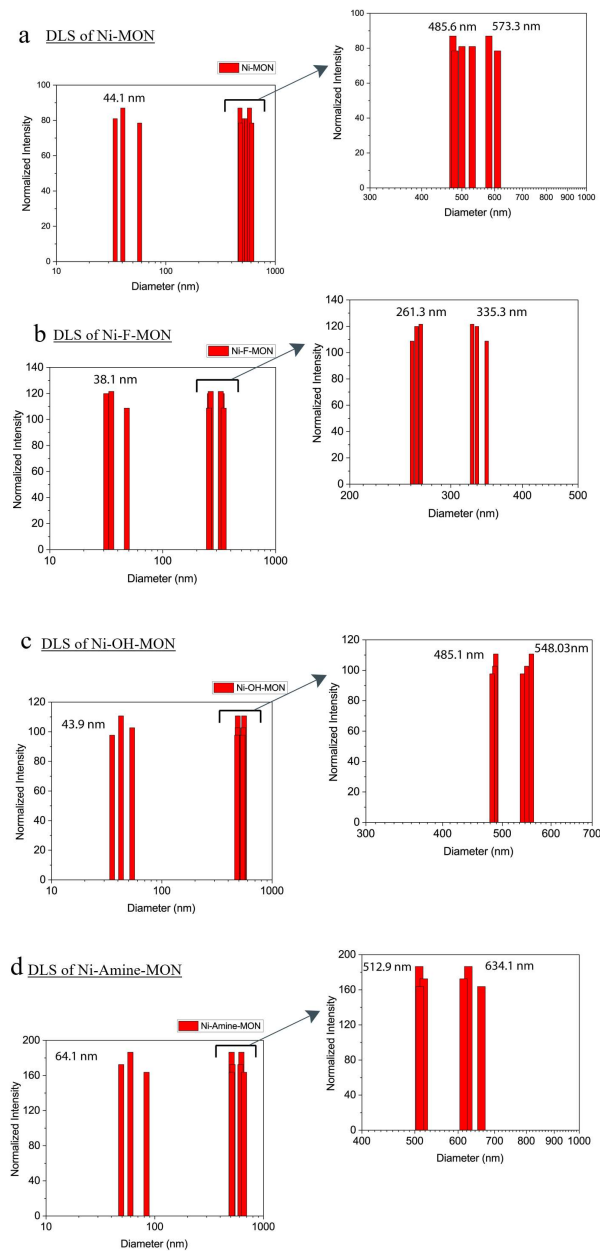 a DLS of Ni-MON
Ni-MON
44.1 nm
Normalized Intensity
100
80
60
40
20
0
10 100 1000
Diameter (nm)
485.6 nm 573.3 nm
Normalized Intensity
100
90
80
70
60
50
40
30
20
10
0
300 400 500 600 700 800 900 1000
Diameter (nm)
b DLS of Ni-F-MON
Ni-F-MON
38.1 nm
Normalized Intensity
140
120
100
80
60
40
20
0
10 100 1000
Diameter (nm)
261.3 nm 335.3 nm
Normalized Intensity
140
120
100
80
60
40
20
0
200 300 400 500
Diameter (nm)
c DLS of Ni-OH-MON
Ni-OH-MON
43.9 nm
Normalized Intensity
120
100
80
60
40
20
0
10 100 1000
Diameter (nm)
485.1 nm 548.03nm
Normalized Intensity
120
100
80
60
40
20
0
300 400 500 600 700
Diameter (nm)
d DLS of Ni-Amine-MON
Ni-Amine-MON
64.1 nm
Normalized Intensity
200
160
120
80
40
0
10 100 1000
Diameter (nm)
512.9 nm 634.1 nm
Normalized Intensity
200
160
120
80
40
0
400 500 600 700 800 900 1000
Diameter (nm)